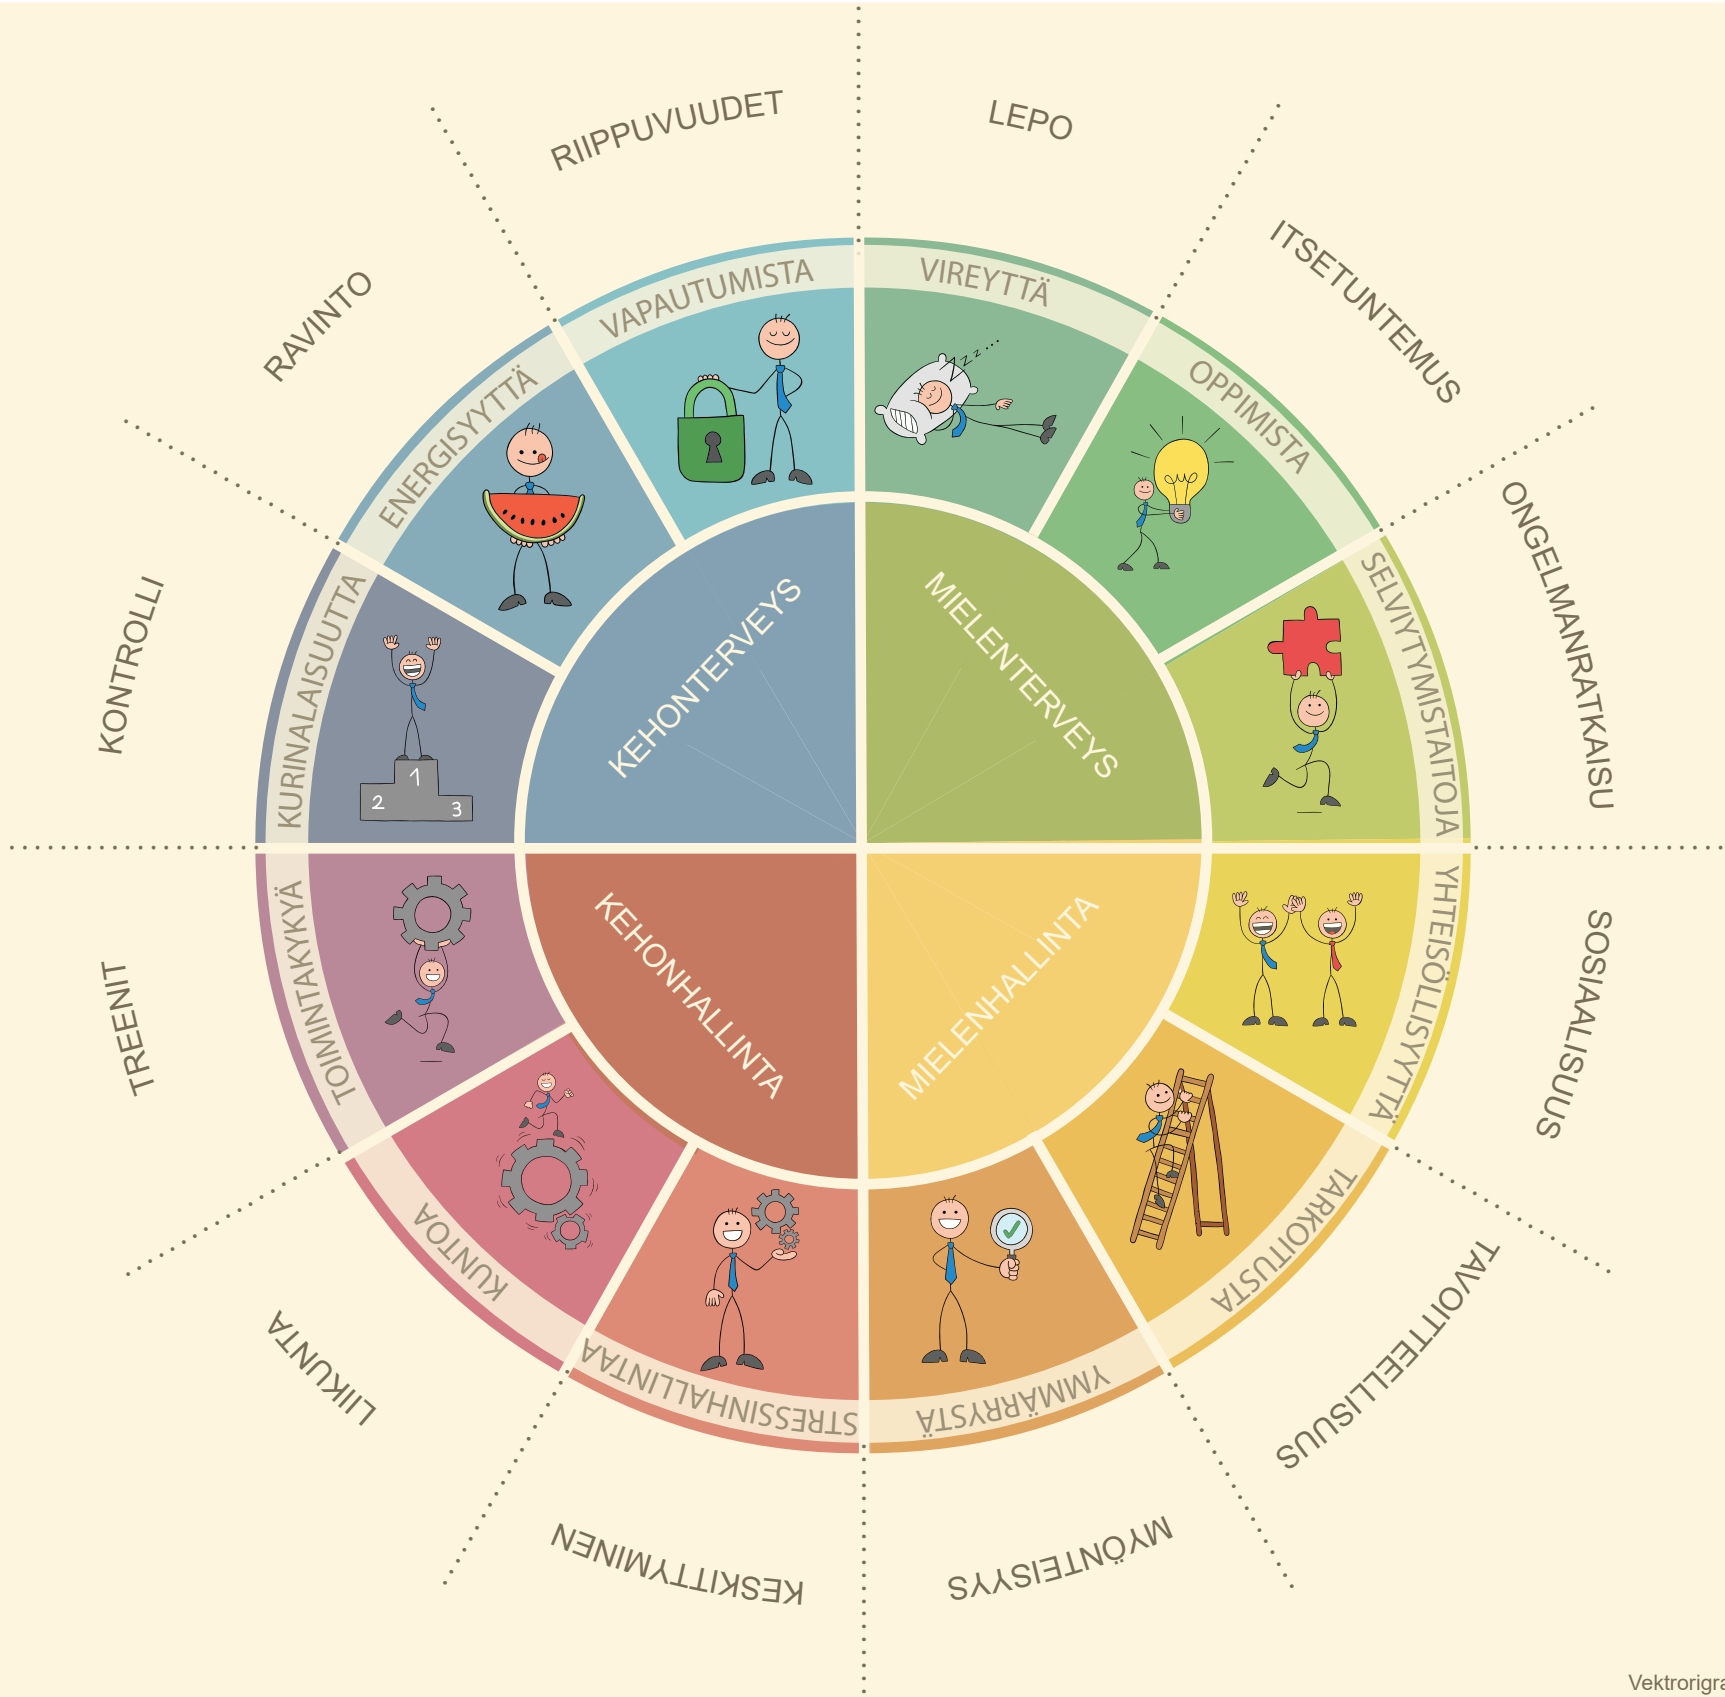 LEPO
ITSETUNTEMUS
ONGELMANRATKAISU
SOSIAALISUUS
TAVOITTEELLISUUS
MYÖNTEISYYS
KESKITTYMINEN
LIIKUNTA
TREENIT
KONTROLLI
RAVINTO
RIIPPUVUUDET
VIREYTTÄ
OPPIMISTA
SELVIYTYMISTAITOJA
YHTEISÖLLISYYTTÄ
TARKOITUSTA
YMMÄRRYSTÄ
STRESSINHALLINTAA
KUNTOA
TOIMINTAKYKYÄ
KURINALAISUUTTA
ENERGISYYTTÄ
VAPAUTUMISTA
ZZZZ
1
2
3
KEHONTERVEYS
MIELENTERVEYS
KEHONHALLINTA
MIELENHALLINTA